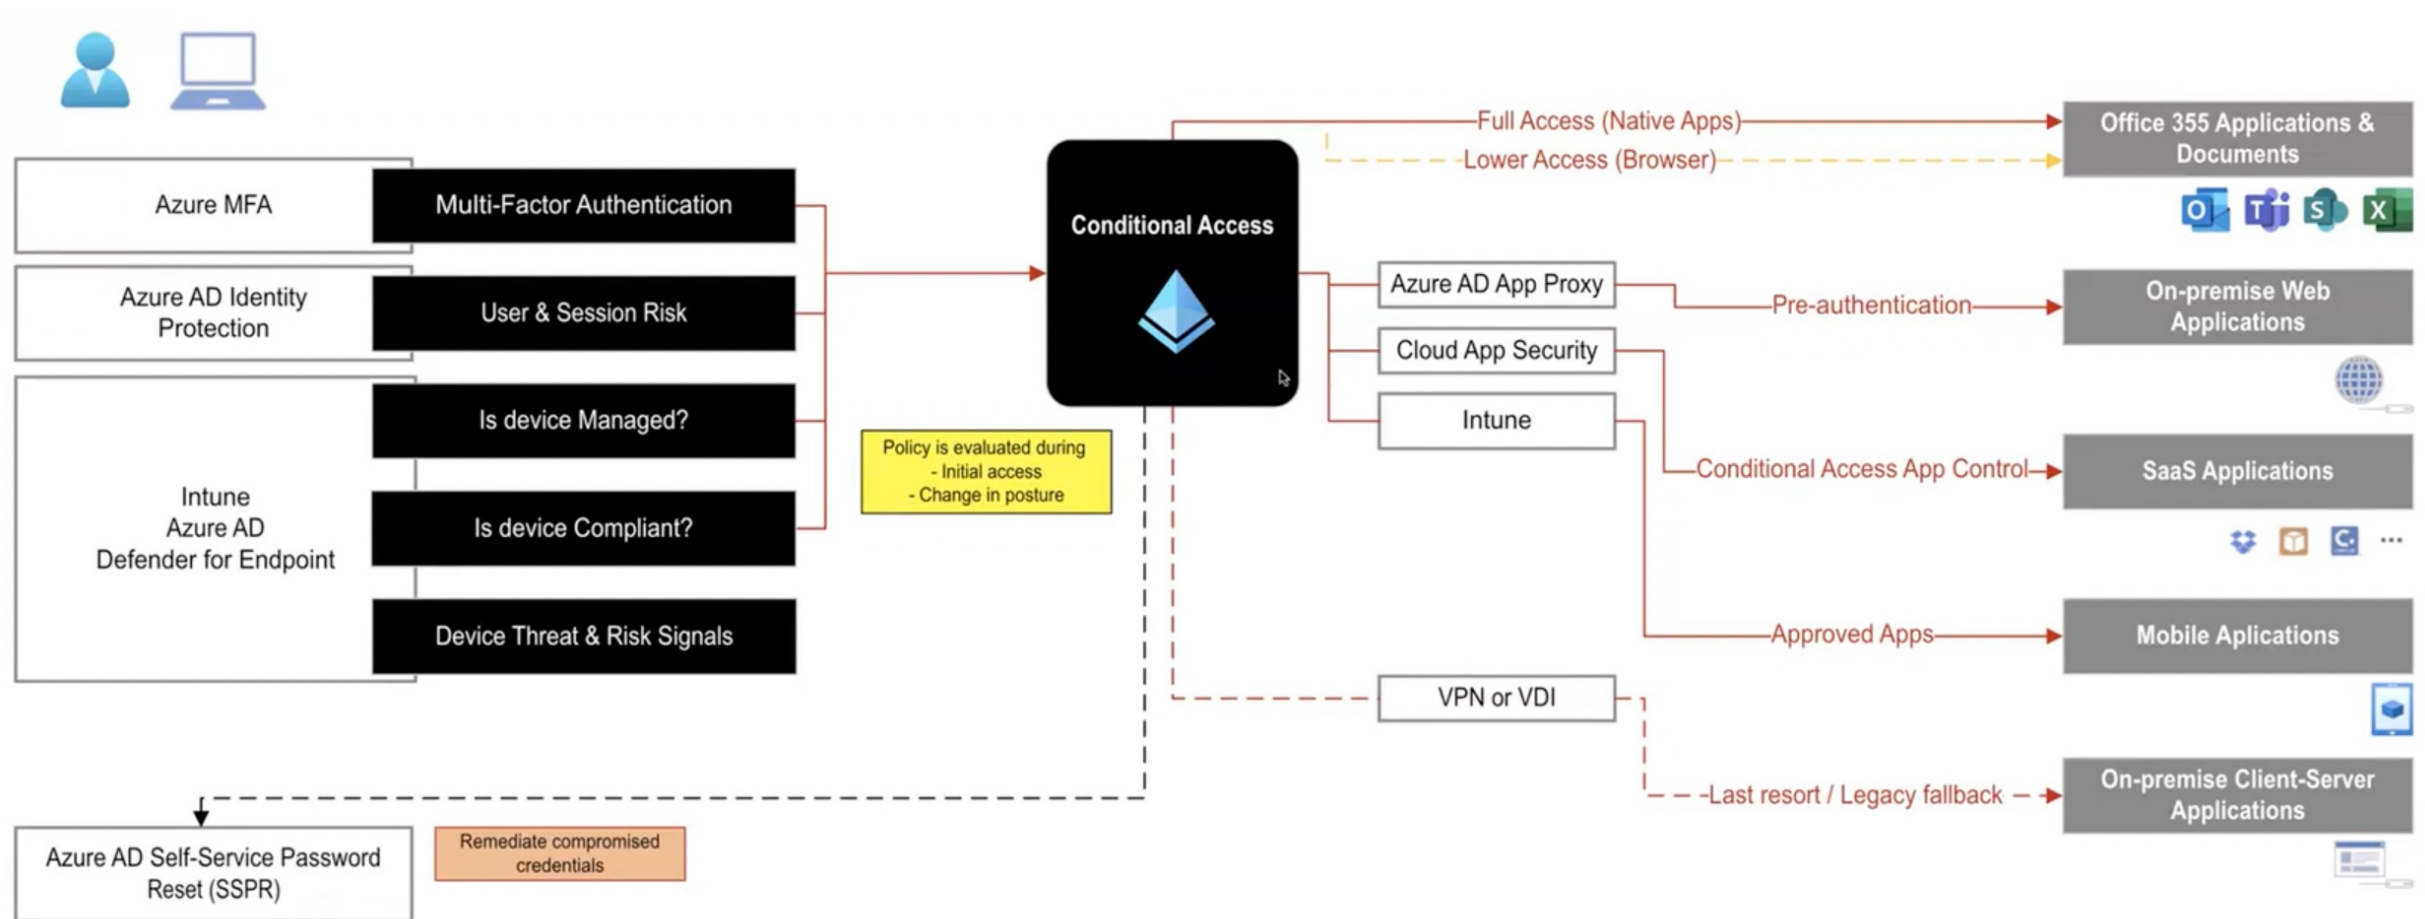 Full Access (Native Apps)
Lower Access (Browser)
Office 355 Applications &
Documents
O
T
S
X
Azure MFA
Multi-Factor Authentication
Azure AD Identity
Protection
User & Session Risk
Intune
Azure AD
Defender for Endpoint
Is device Managed?
Is device Compliant?
Device Threat & Risk Signals
Conditional Access
Policy is evaluated during
- Initial access
- Change in posture
Azure AD App Proxy
Cloud App Security
Intune
Pre-authentication
On-premise Web
Applications
Conditional Access App Control
SaaS Applications
C
...
Approved Apps
Mobile Aplications
VPN or VDI
Last resort / Legacy fallback
On-premise Client-Server
Applications
Azure AD Self-Service Password
Reset (SSPR)
Remediate compromised
credentials